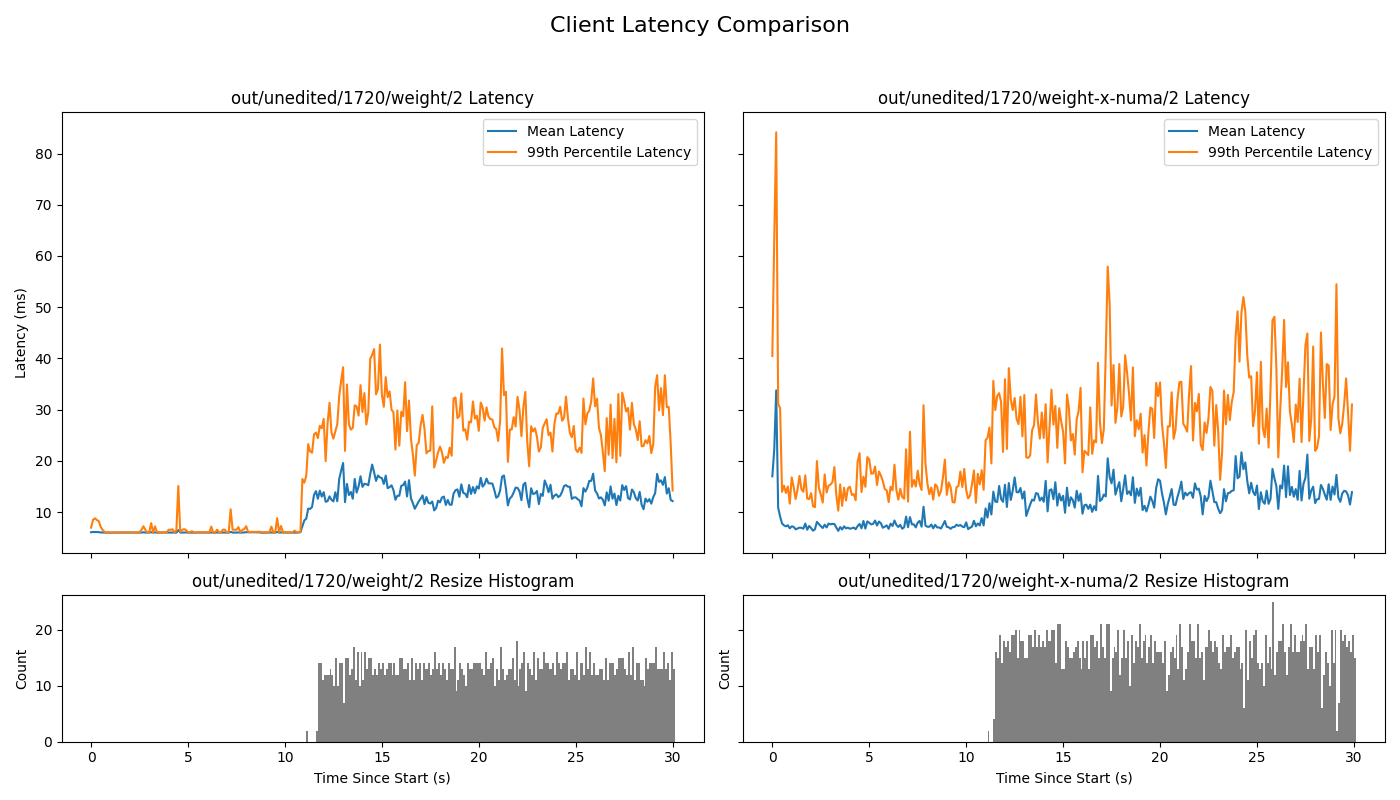 Client Latency Comparison
out/unedited/1720/weight/2 Latency
Mean Latency
99th Percentile Latency
80
70
60
50
40
30
20
10
Latency (ms)
out/unedited/1720/weight-x-numa/2 Latency
Mean Latency
99th Percentile Latency
out/unedited/1720/weight/2 Resize Histogram
20
10
0
Count
0 5 10 15 20 25 30
Time Since Start (s)
out/unedited/1720/weight-x-numa/2 Resize Histogram
Count
0 5 10 15 20 25 30
Time Since Start (s)